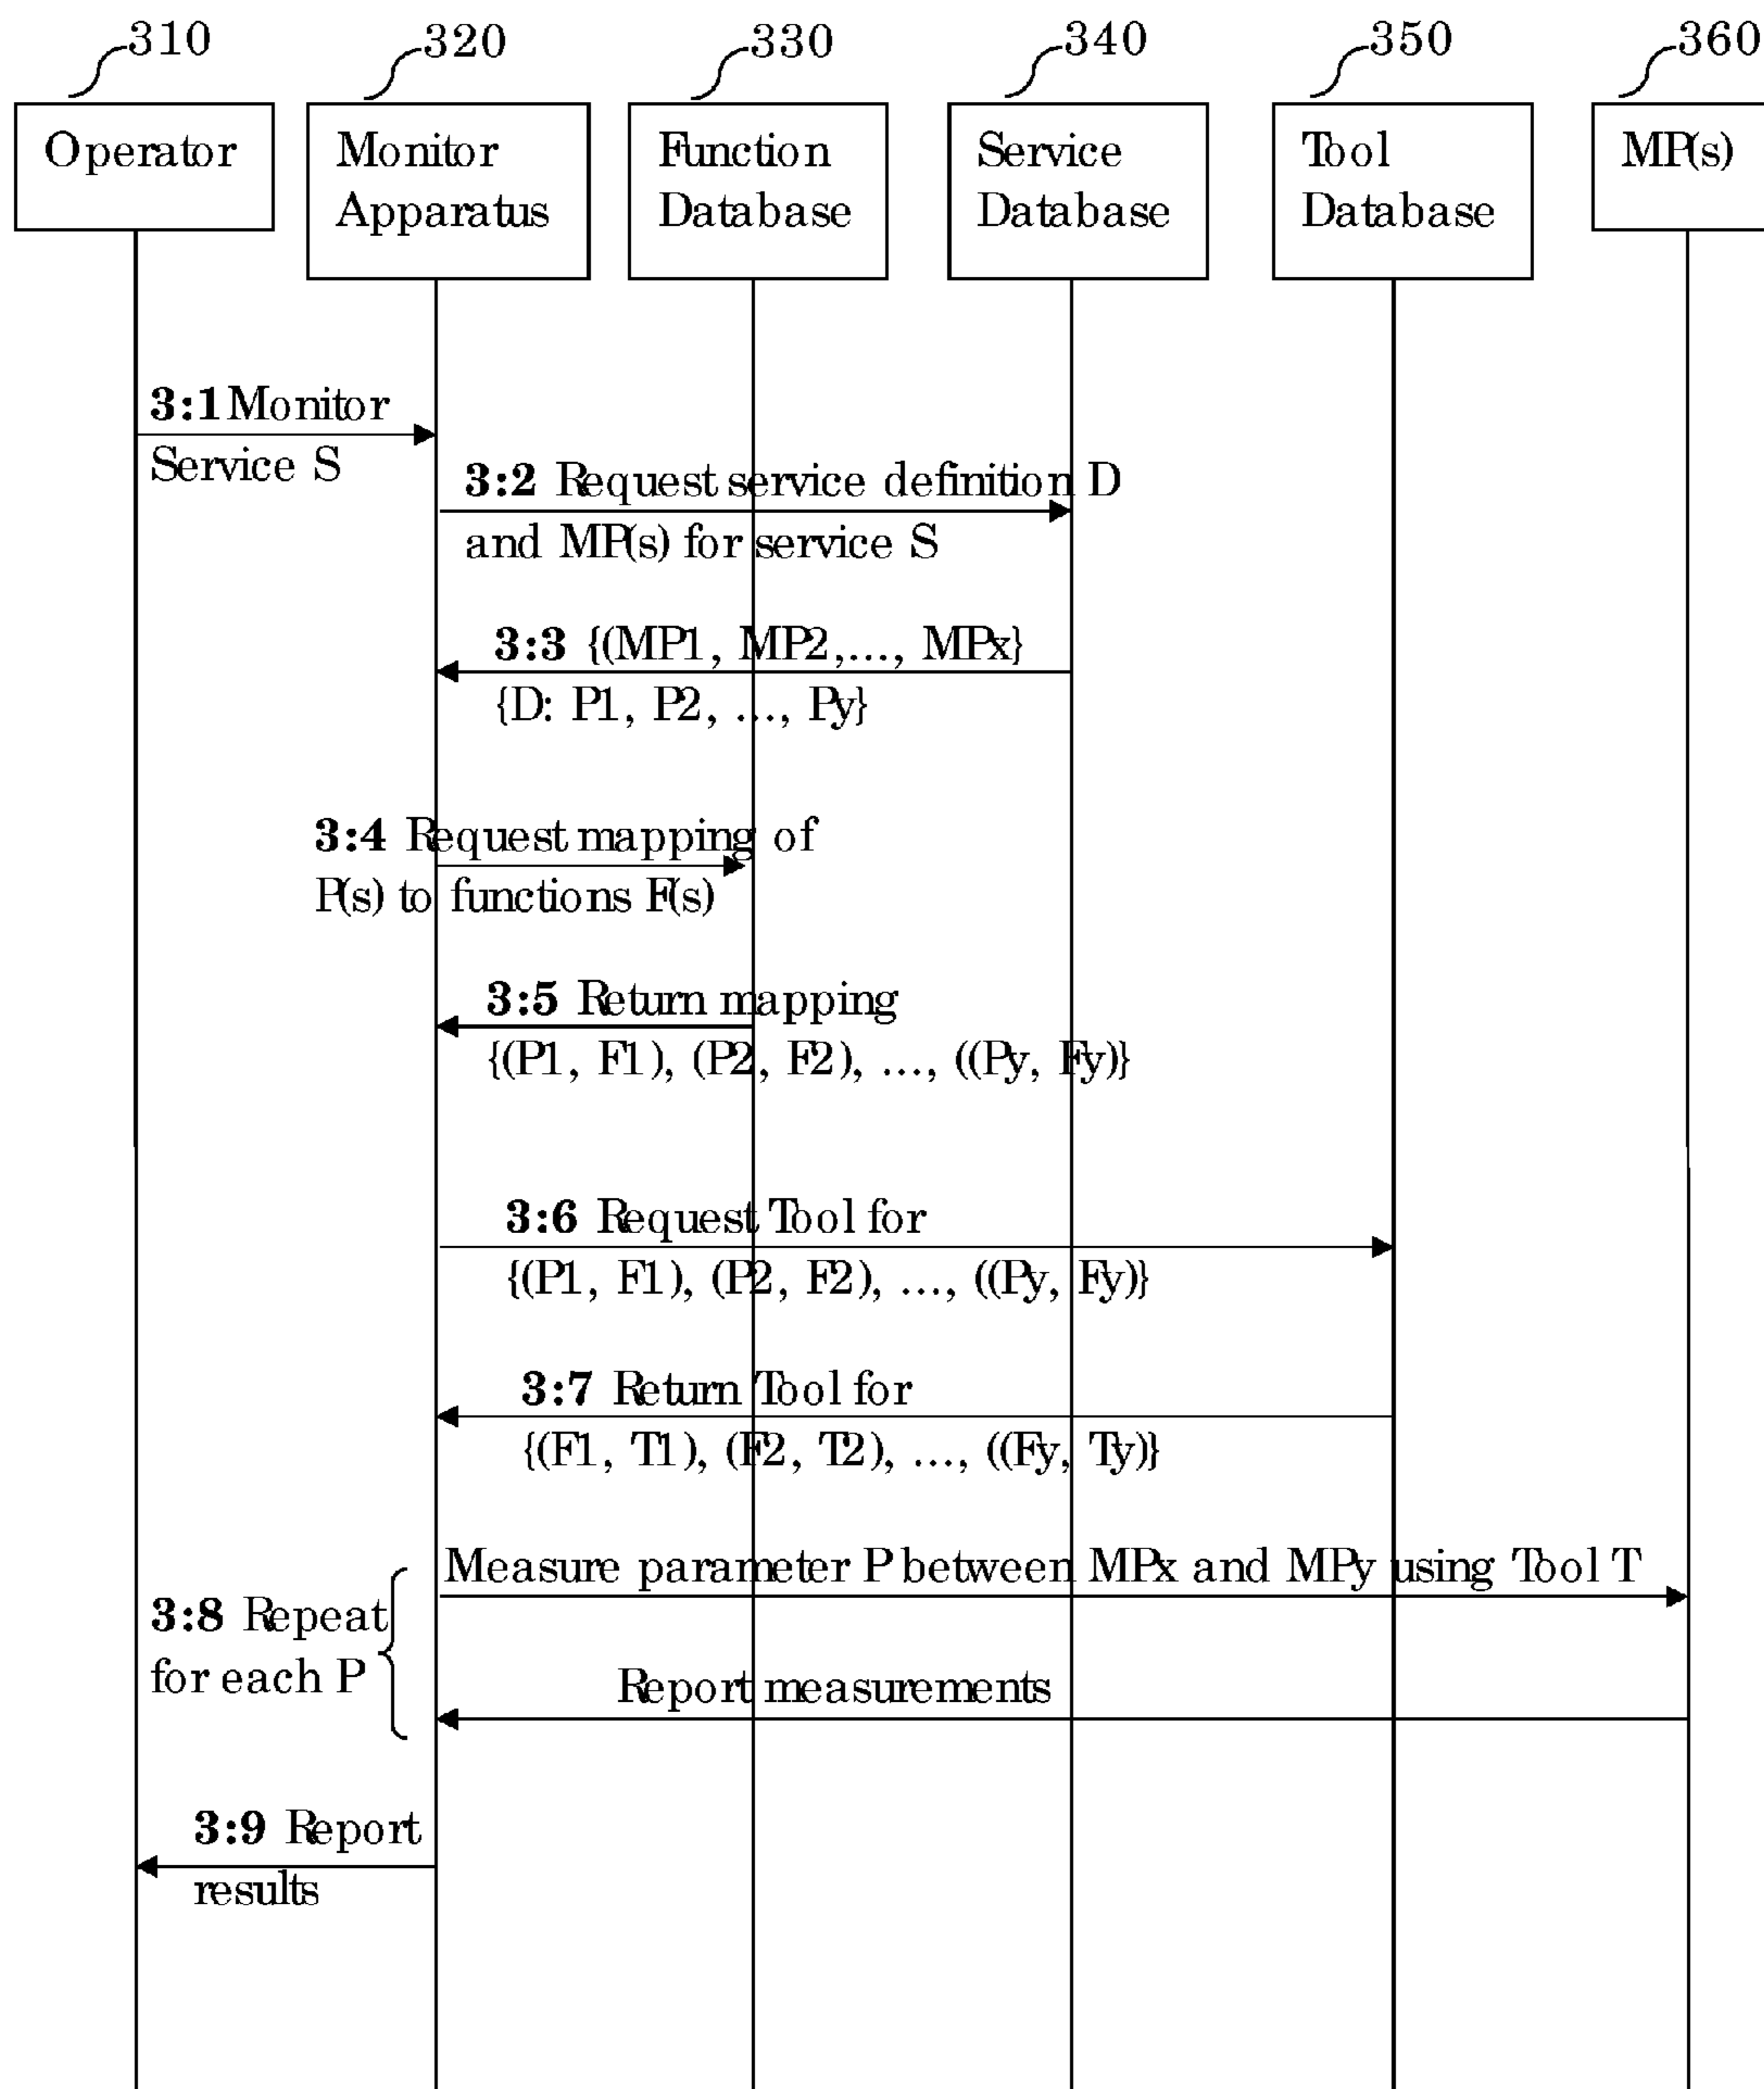 310
320
330
340
350
360
Operator
Monitor
Apparatus
Function
Database
Service
Database
Tool
Database
MP(s)
3:1 Monitor
Service S
3:2 Request service definition D
and MP(s) for service S
3:3 {(MP1, MP2,..., MPx}
{D: P1, P2, ..., Py}
3:4 Request mapping of
P(s) to functions F(s)
3:5 Return mapping
{(P1, F1), (P2, F2), ..., ((Py, Fy)}
3:6 Request Tool for
{(P1, F1), (P2, F2), ..., ((Py, Fy)}
3:7 Return Tool for
{(F1, T1), (F2, T2), ..., ((Fy, Ty)}
Measure parameter P between MPx and MPy using Tool T
3:8 Repeat
for each P
Report measurements
3:9 Report
results